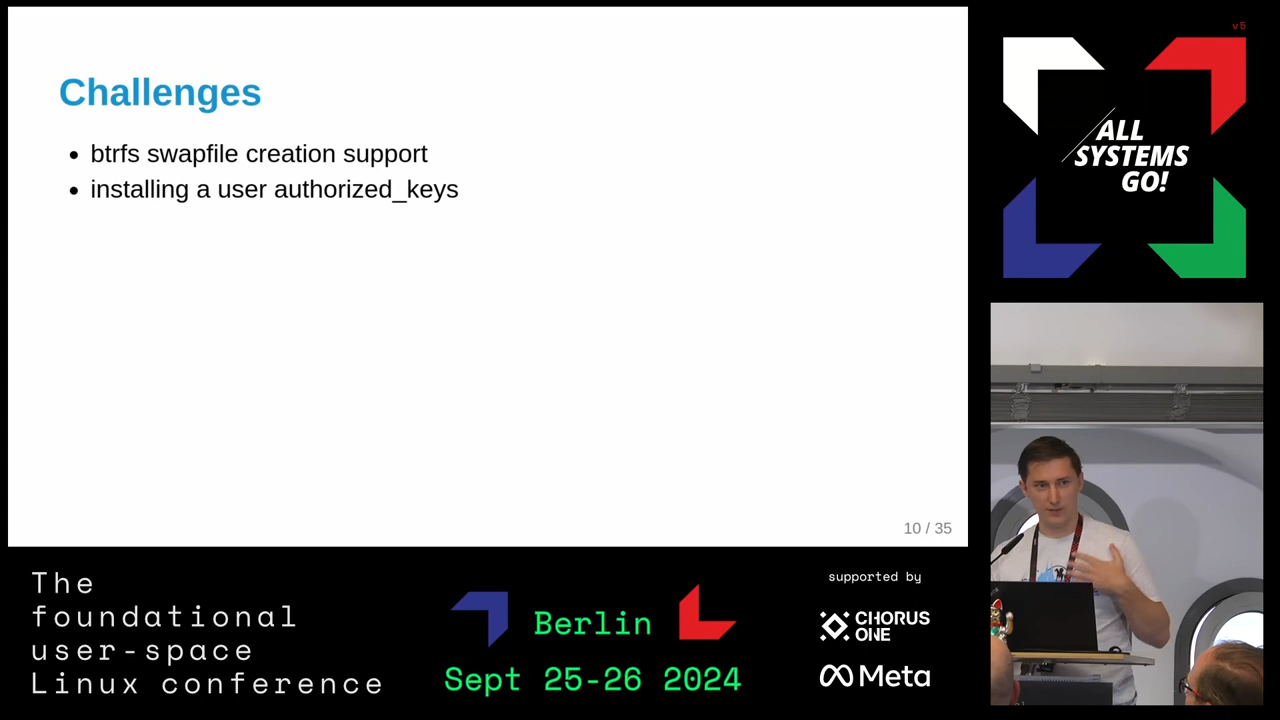 Challenges
btrfs swapfile creation support
installing a user authorized_keys
10 / 35
v5
ALL
SYSTEMS
GO!
The
foundational
user-space
Linux conference
Berlin
Sept 25-26 2024
supported by
CHORUS
ONE
Meta